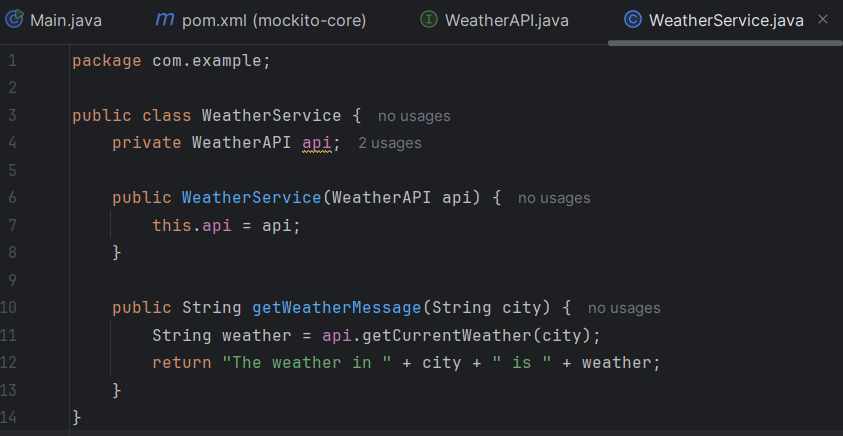 Main.java pom.xml (mockito-core) WeatherAPI.java WeatherService.java
1 package com.example;
2
3 public class WeatherService { no usages
4 private WeatherAPI api; 2 usages
5
6 public WeatherService(WeatherAPI api) { no usages
7 this.api = api;
8 }
9
10 public String getWeatherMessage(String city) { no usages
11 String weather = api.getCurrentWeather(city);
12 return "The weather in " + city + " is " + weather;
13 }
14 }